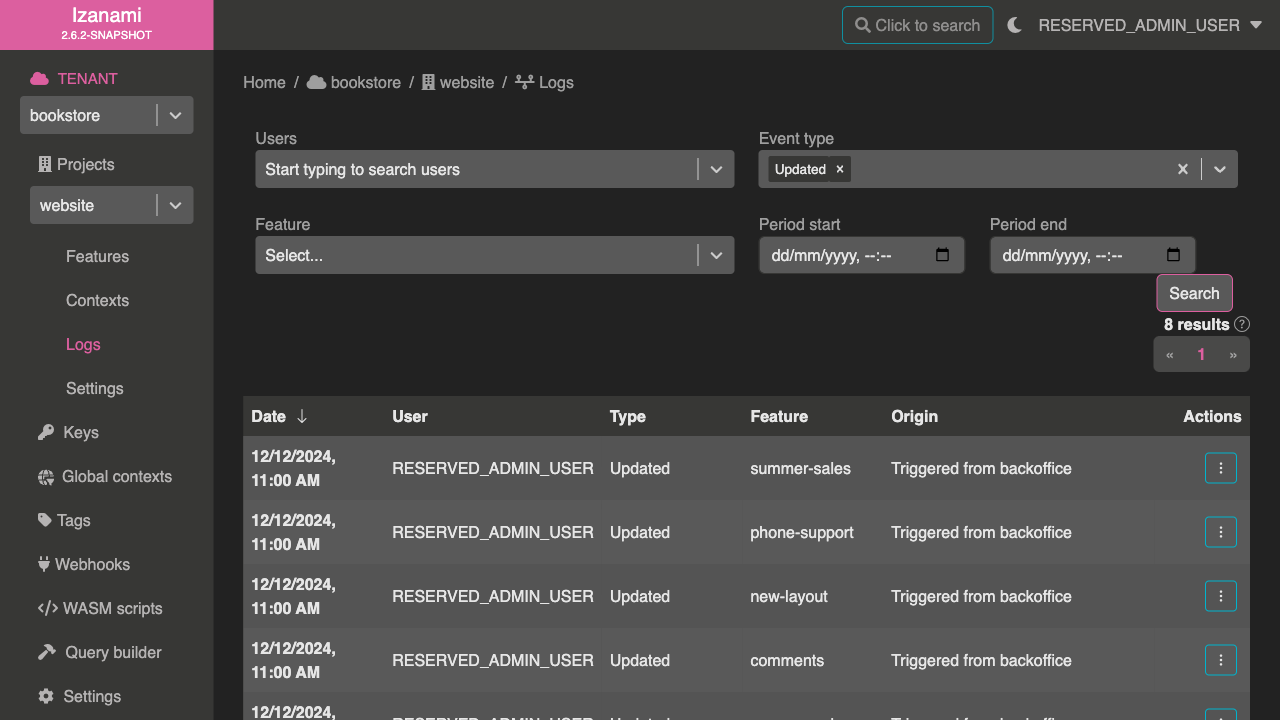 Izanami
2.6.2-SNAPSHOT
Click to search
RESERVED_ADMIN_USER
TENANT
bookstore
Projects
website
Features
Contexts
Logs
Settings
Keys
Global contexts
Tags
Webhooks
WASM scripts
Query builder
Settings
Home / bookstore / website / Logs
Users
Start typing to search users
Event type
Updated ×
Feature
Select...
Period start
dd/mm/yyyy, --:--
Period end
dd/mm/yyyy, --:--
Search
8 results ?
« 1 »
Date ↓ User Type Feature Origin Actions
12/12/2024,
11:00 AM RESERVED_ADMIN_USER Updated summer-sales Triggered from backoffice
12/12/2024,
11:00 AM RESERVED_ADMIN_USER Updated phone-support Triggered from backoffice
12/12/2024,
11:00 AM RESERVED_ADMIN_USER Updated new-layout Triggered from backoffice
12/12/2024,
11:00 AM RESERVED_ADMIN_USER Updated comments Triggered from backoffice
12/12/2024,